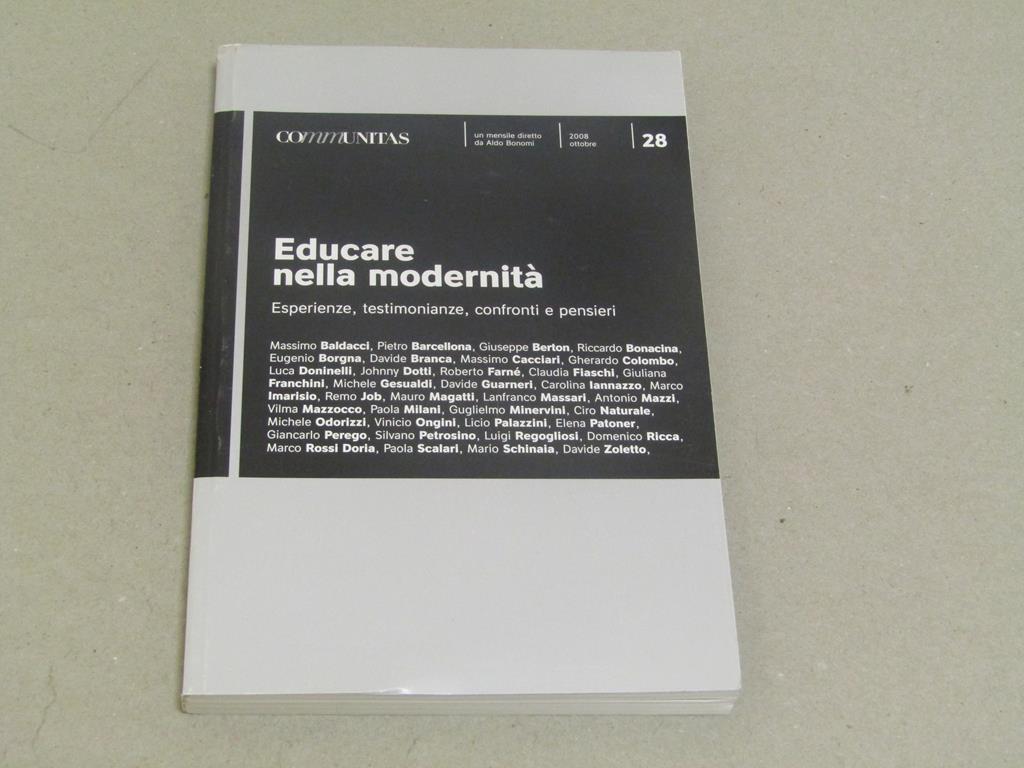 COmmUNITAS
un mensile diretto
da Aldo Bonomi
2008
ottobre
28
Educare
nella modernità
Esperienze, testimonianze, confronti e pensieri
Massimo Baldacci, Pietro Barcellona, Giuseppe Berton, Riccardo Bonacina,
Eugenio Borgna, Davide Branca, Massimo Cacciari, Gherardo Colombo,
Luca Doninelli, Johnny Dotti, Roberto Farné, Claudia Fiaschi, Giuliana
Franchini, Michele Gesualdi, Davide Guarneri, Carolina Iannazzo, Marco
Imarisio, Remo Job, Mauro Magatti, Lanfranco Massari, Antonio Mazzi,
Vilma Mazzocco, Paola Milani, Guglielmo Minervini, Ciro Naturale,
Michele Odorizzi, Vinicio Ongini, Licio Palazzini, Elena Patoner,
Giancarlo Perego, Silvano Petrosino, Luigi Regogliosi, Domenico Ricca,
Marco Rossi Doria, Paola Scalari, Mario Schinaia, Davide Zoletto,